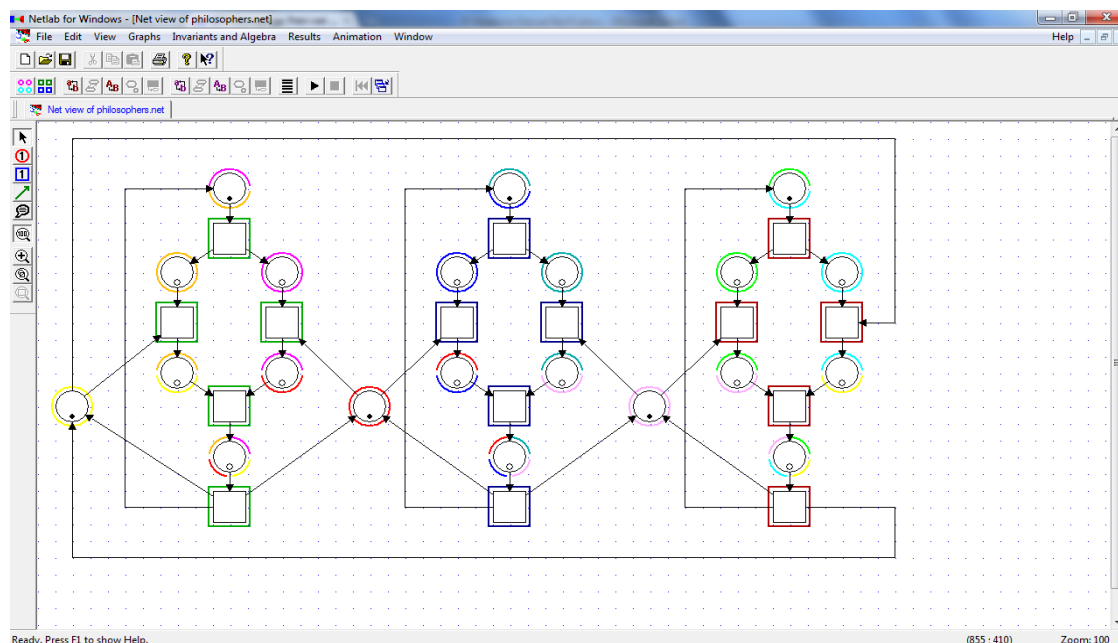 Netlab for Windows - [Net view of philosophers.net]
File Edit View Graphs Invariants and Algebra Results Animation Window Help
Net view of philosophers.net
Ready. Press F1 to show Help. (855 : 410) Zoom: 100